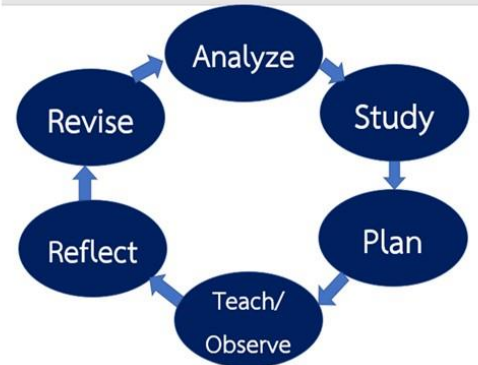 Analyze
Study
Plan
Teach/
Observe
Reflect
Revise